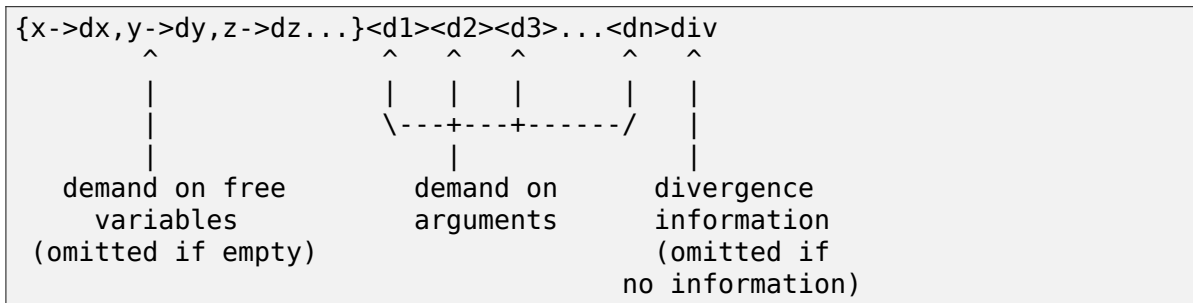 {x->dx,y->dy,z->dz...}<d1><d2><d3>...<dn>div
        ^              ^   ^   ^      ^   ^
        |              |   |   |      |   |
        |              \---+---+------/   |
        |                  |              |
   demand on free        demand on      divergence
     variables           arguments      information
 (omitted if empty)                     (omitted if
                                      no information)